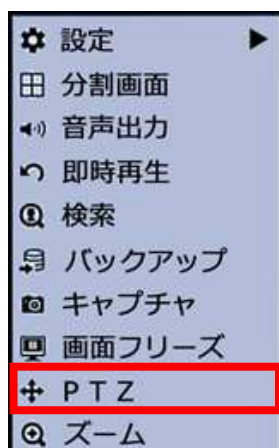 設定
分割画面
音声出力
即時再生
検索
バックアップ
キャプチャ
画面フリーズ
ＰＴＺ
ズーム